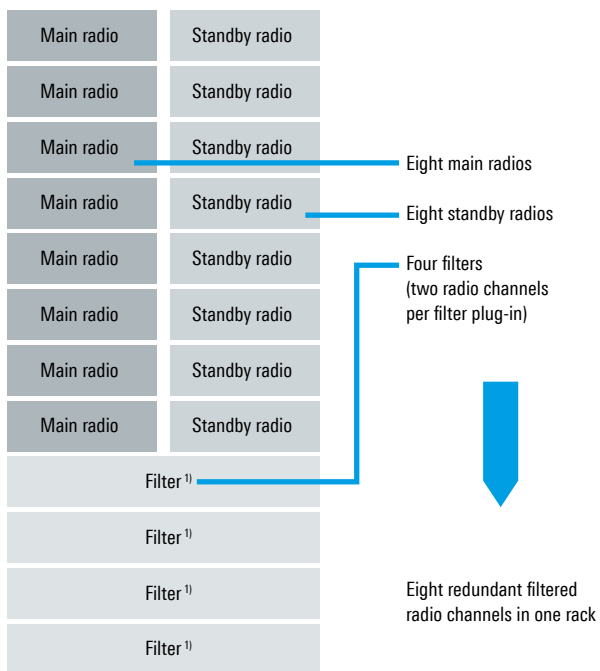 Main radio Standby radio
Main radio Standby radio
Main radio Standby radio
Eight main radios
Main radio Standby radio
Eight standby radios
Main radio Standby radio
Four filters
(two radio channels
per filter plug-in)
Main radio Standby radio
Main radio Standby radio
Main radio Standby radio
Filter 1)
Filter 1)
Filter 1)
Eight redundant filtered
radio channels in one rack
Filter 1)